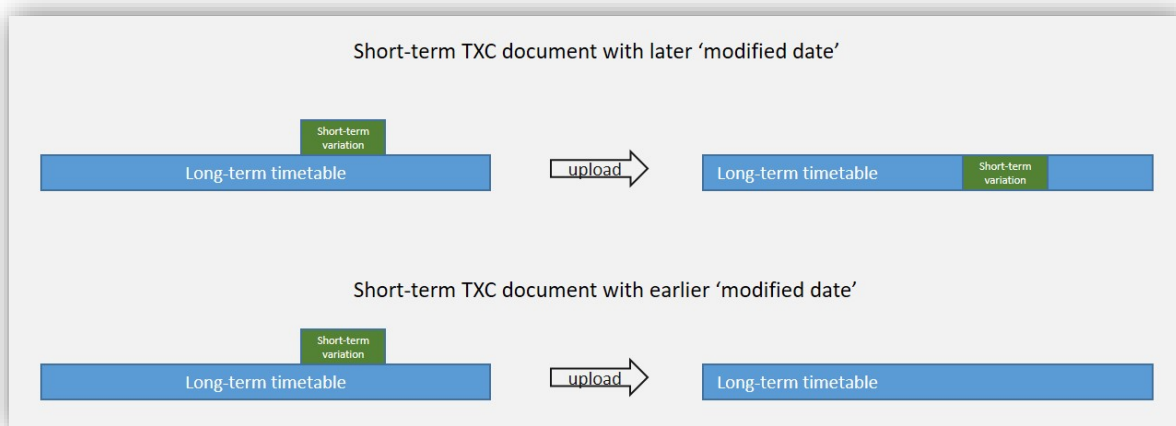 Short-term TXC document with later ‘modified date’
Short-term
variation
Long-term timetable
upload
Long-term timetable
Short-term
variation
Short-term TXC document with earlier ‘modified date’
Short-term
variation
Long-term timetable
upload
Long-term timetable